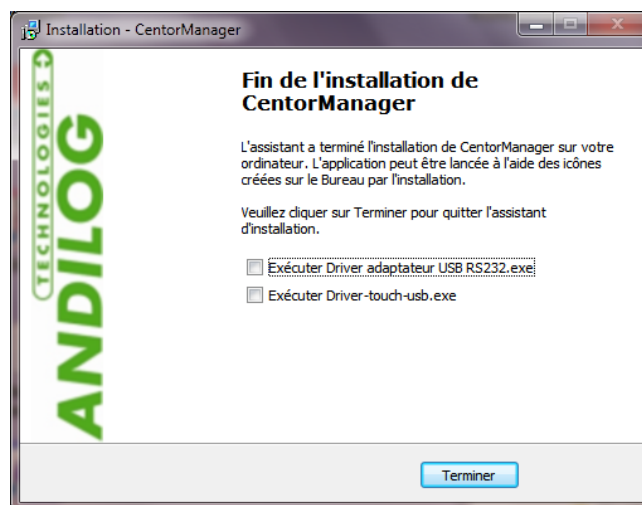 Installation - CentorManager
ANDILOG
TECHNOLOGIES
Fin de l'installation de
CentorManager
L'assistant a terminé l'installation de CentorManager sur votre
ordinateur. L'application peut être lancée à l'aide des icônes
créées sur le Bureau par l'installation.
Veuillez cliquer sur Terminer pour quitter l'assistant
d'installation.
Exécuter Driver adaptateur USB RS232.exe
Exécuter Driver-touch-usb.exe
Terminer